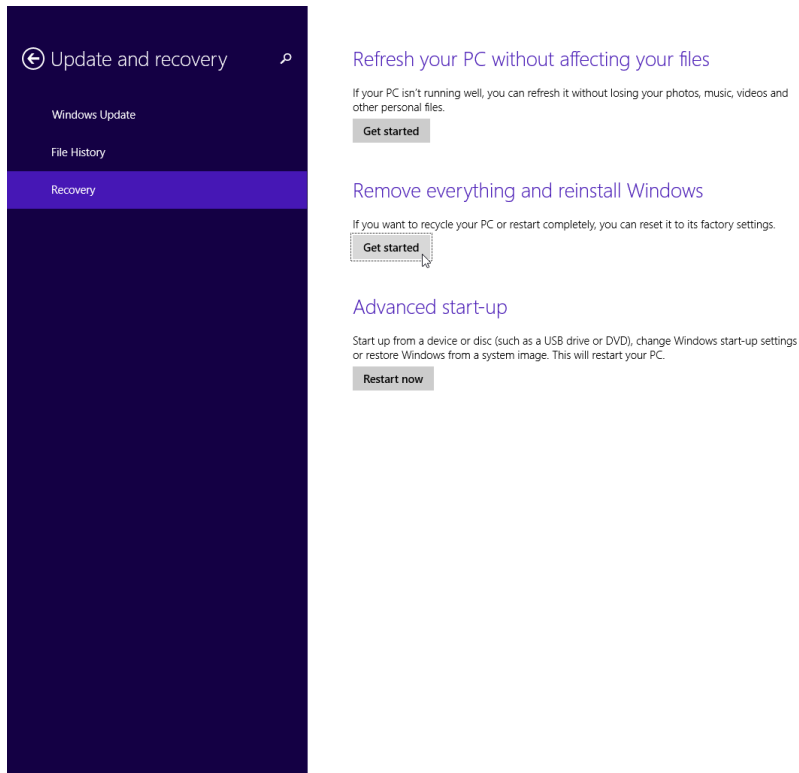 Update and recovery
Windows Update
File History
Recovery
Refresh your PC without affecting your files
If your PC isn't running well, you can refresh it without losing your photos, music, videos and
other personal files.
Get started
Remove everything and reinstall Windows
If you want to recycle your PC or restart completely, you can reset it to its factory settings.
Get started
Advanced start-up
Start up from a device or disc (such as a USB drive or DVD), change Windows start-up settings
or restore Windows from a system image. This will restart your PC.
Restart now